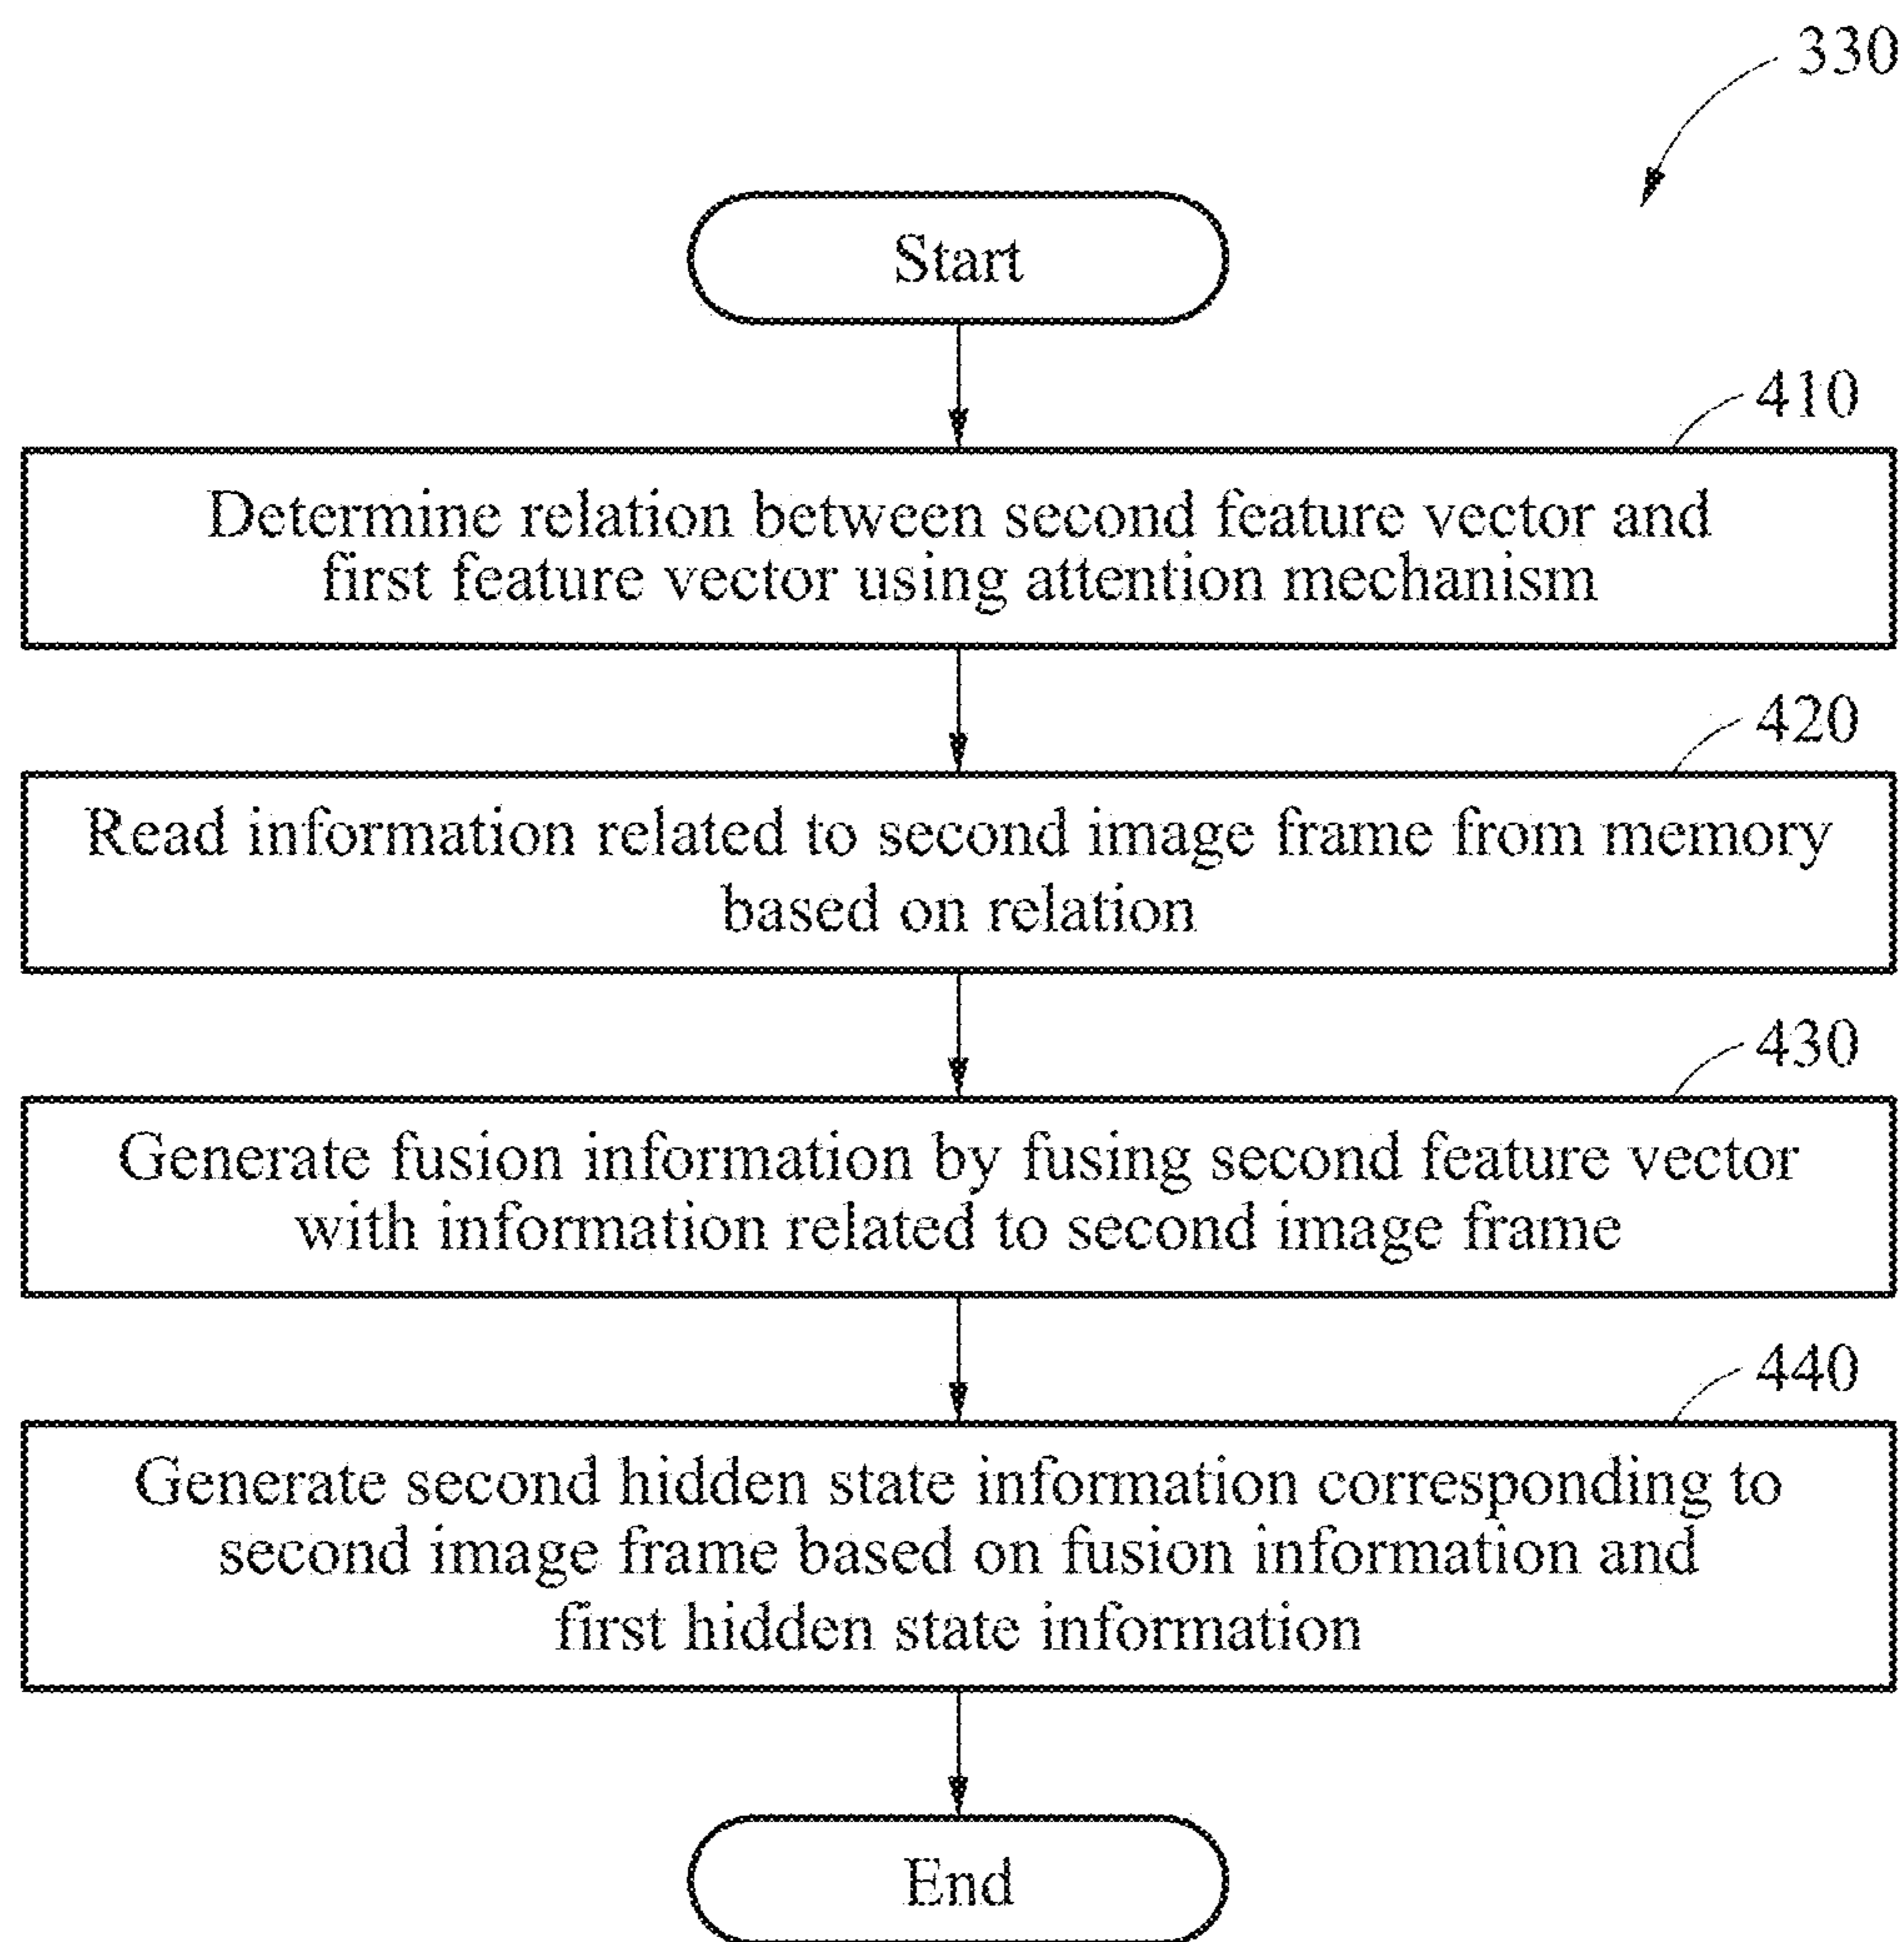 330
Start
410
Determine relation between second feature vector and
first feature vector using attention mechanism
420
Read information related to second image frame from memory
based on relation
430
Generate fusion information by fusing second feature vector
with information related to second image frame
440
Generate second hidden state information corresponding to
second image frame based on fusion information and
first hidden state information
End